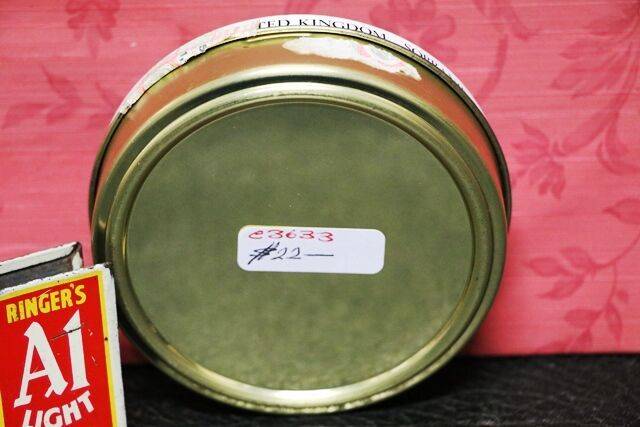 TED KINGDOM
e3633
#22—
RINGER'S
A1
LIGHT